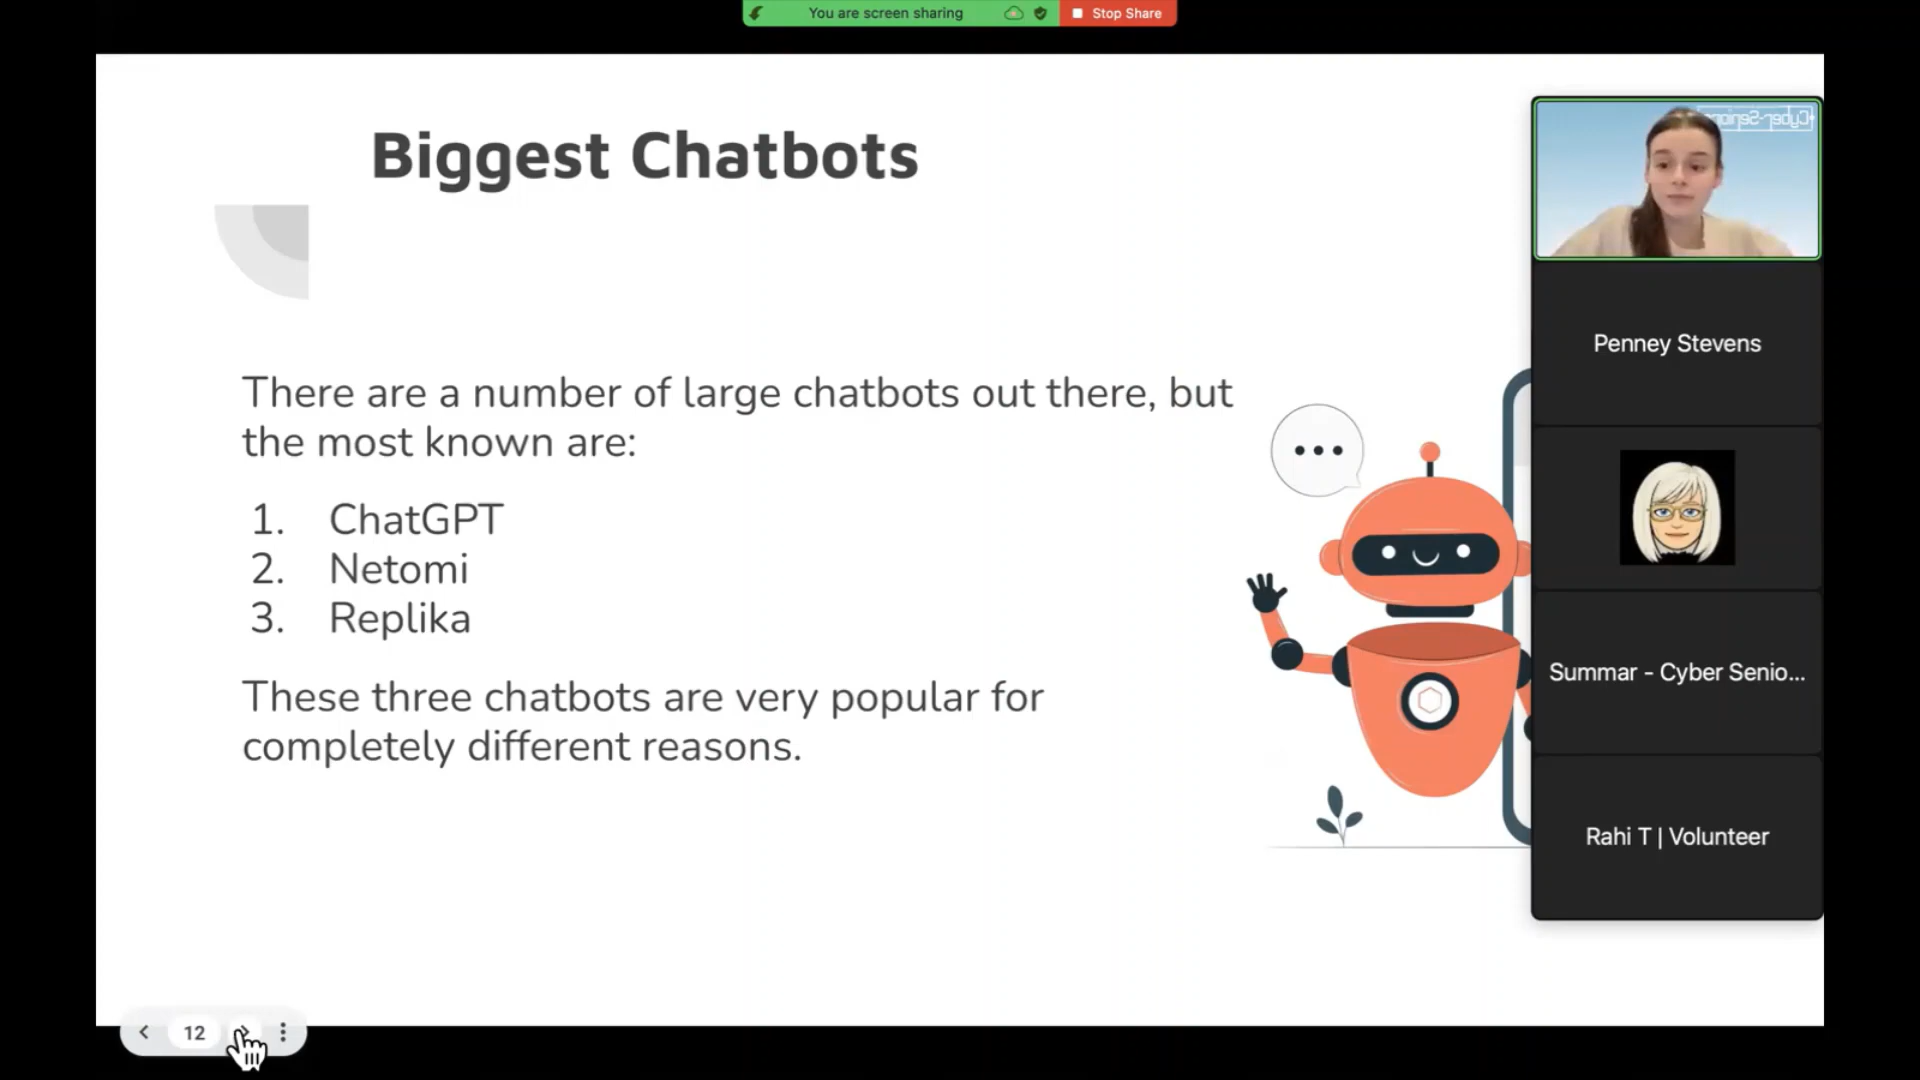 You are screen sharing
Stop Share
Biggest Chatbots
Cyber-Seniors
There are a number of large chatbots out there, but
the most known are:
1. ChatGPT
2. Netomi
3. Replika
These three chatbots are very popular for
completely different reasons.
Penney Stevens
Summar - Cyber Senio...
Rahi T | Volunteer
12